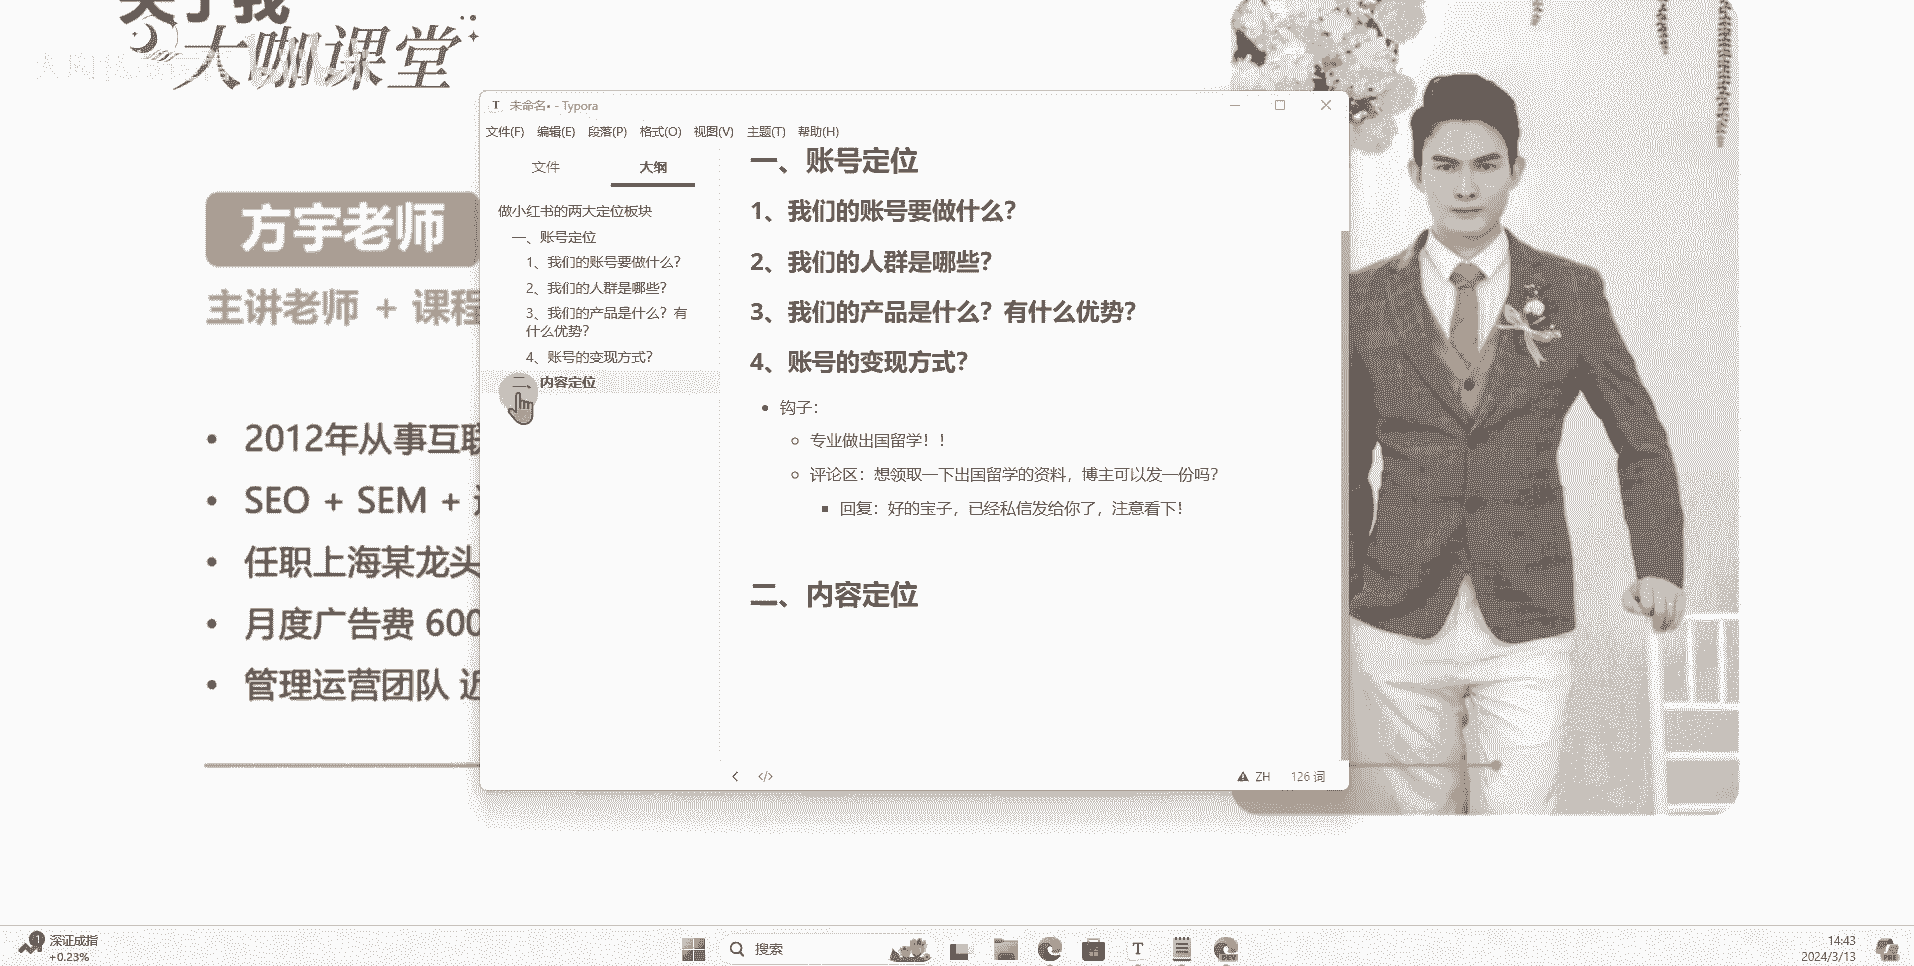 关于我
大咖课堂
方宇老师
主讲老师 + 课程
2012年从事互联
SEO + SEM +
任职上海某龙头
月度广告费 600
管理运营团队 近
未命名• - Typora
文件(F) 编辑(E) 段落(P) 格式(O) 视图(V) 主题(T) 帮助(H)
文件 大纲
做小红书的两大定位板块
一、账号定位
1、我们的账号要做什么？
2、我们的人群是哪些？
3、我们的产品是什么？有
什么优势？
4、账号的变现方式？
二、内容定位
一、账号定位
1、我们的账号要做什么？
2、我们的人群是哪些？
3、我们的产品是什么？有什么优势？
4、账号的变现方式？
钩子：
专业做出国留学！！
评论区：想领取一下出国留学的资料，博主可以发一份吗？
回复：好的宝子，已经私信发给你了，注意看下！
二、内容定位
ZH 126 词
1
深证成指
+0.23%
搜索
T
DEV
14:43
2024/3/13
PRE